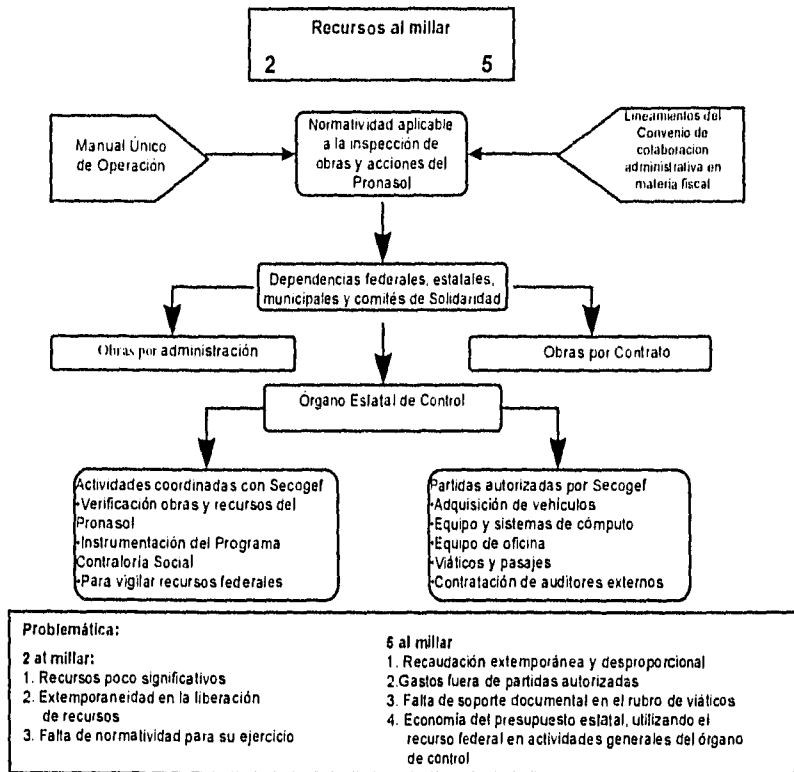 Recursos al millar
2 5
Manual Único
de Operación
Normatividad aplicable
a la inspección de
obras y acciones del
Pronasol
Lineamientos del
Convenio de
colaboracion
administrativa en
materia fiscal
Dependencias federales, estatales,
municipales y comités de Solidaridad
Obras por administración
Obras por Contrato
Órgano Estatal de Control
Actividades coordinadas con Secogef
•Verificación obras y recursos del
Pronasol
•Instrumentación del Programa
Contraloría Social
•Para vigilar recursos federales
Partidas autorizadas por Secogef
•Adquisición de vehículos
•Equipo y sistemas de cómputo
•Equipo de oficina
•Viáticos y pasajes
•Contratación de auditores externos
Problemática:
2 al millar:
1. Recursos poco significativos
2. Extemporaneidad en la liberación
de recursos
3. Falta de normatividad para su ejercicio
5 al millar
1. Recaudación extemporánea y desproporcional
2.Gastos fuera de partidas autorizadas
3. Falta de soporte documental en el rubro de viáticos
4. Economía del presupuesto estatal, utilizando el
recurso federal en actividades generales del órgano
de control